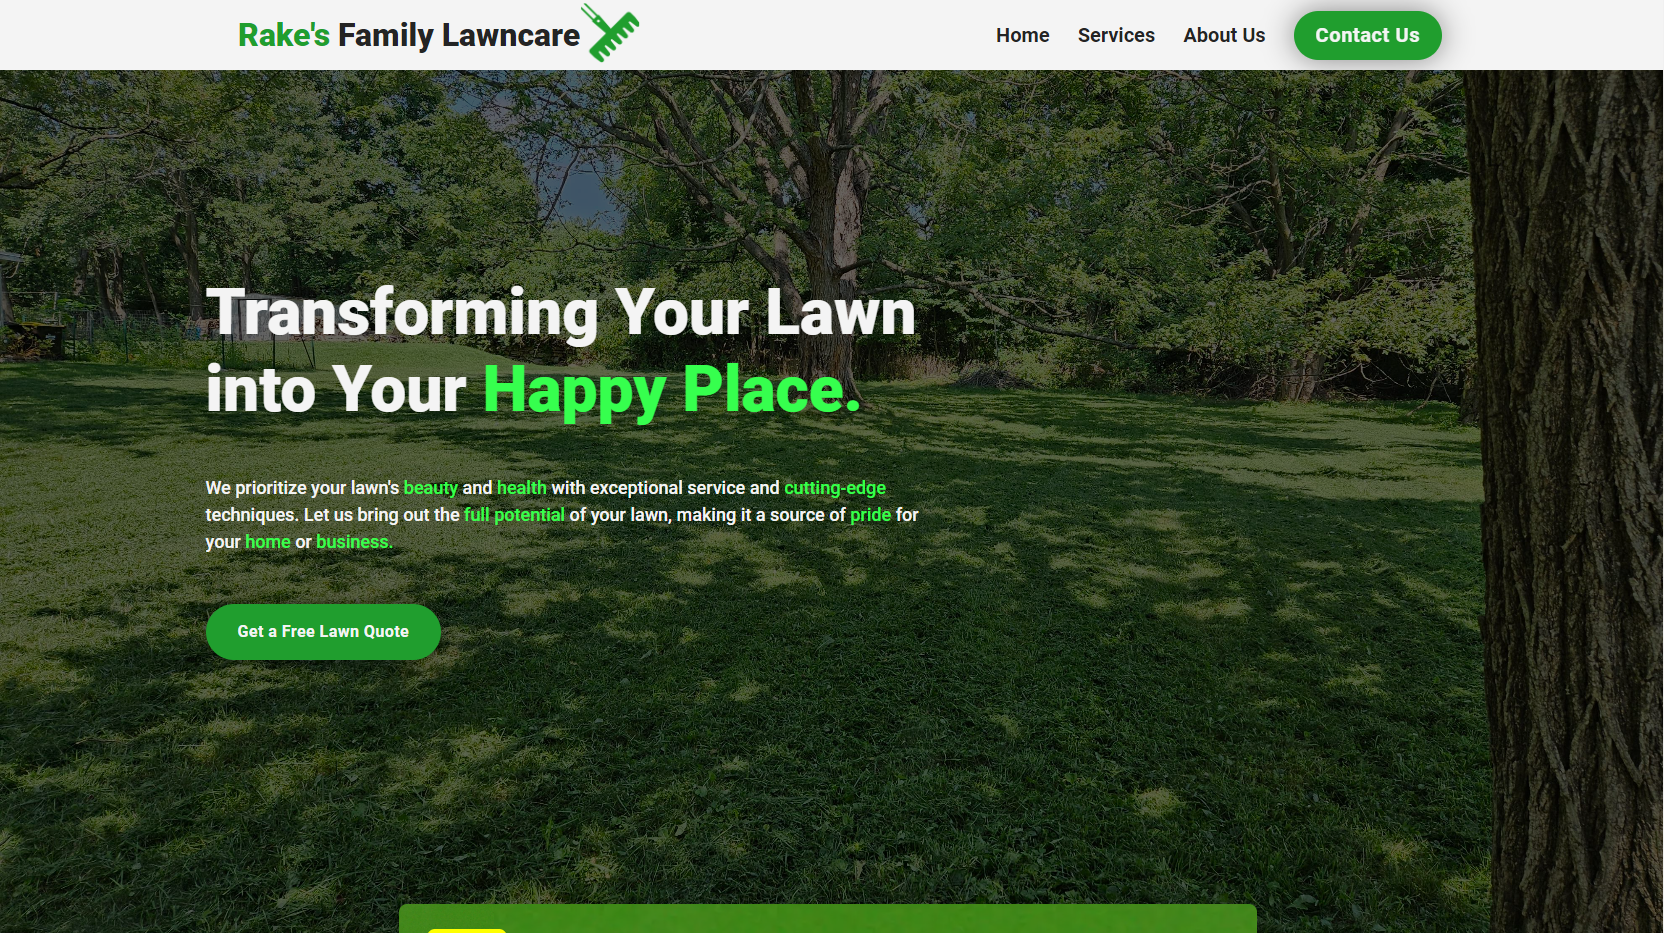 Rake's Family Lawncare
Home Services About Us Contact Us
Transforming Your Lawn
into Your Happy Place.
We prioritize your lawn's beauty and health with exceptional service and cutting-edge
techniques. Let us bring out the full potential of your lawn, making it a source of pride for
your home or business.
Get a Free Lawn Quote